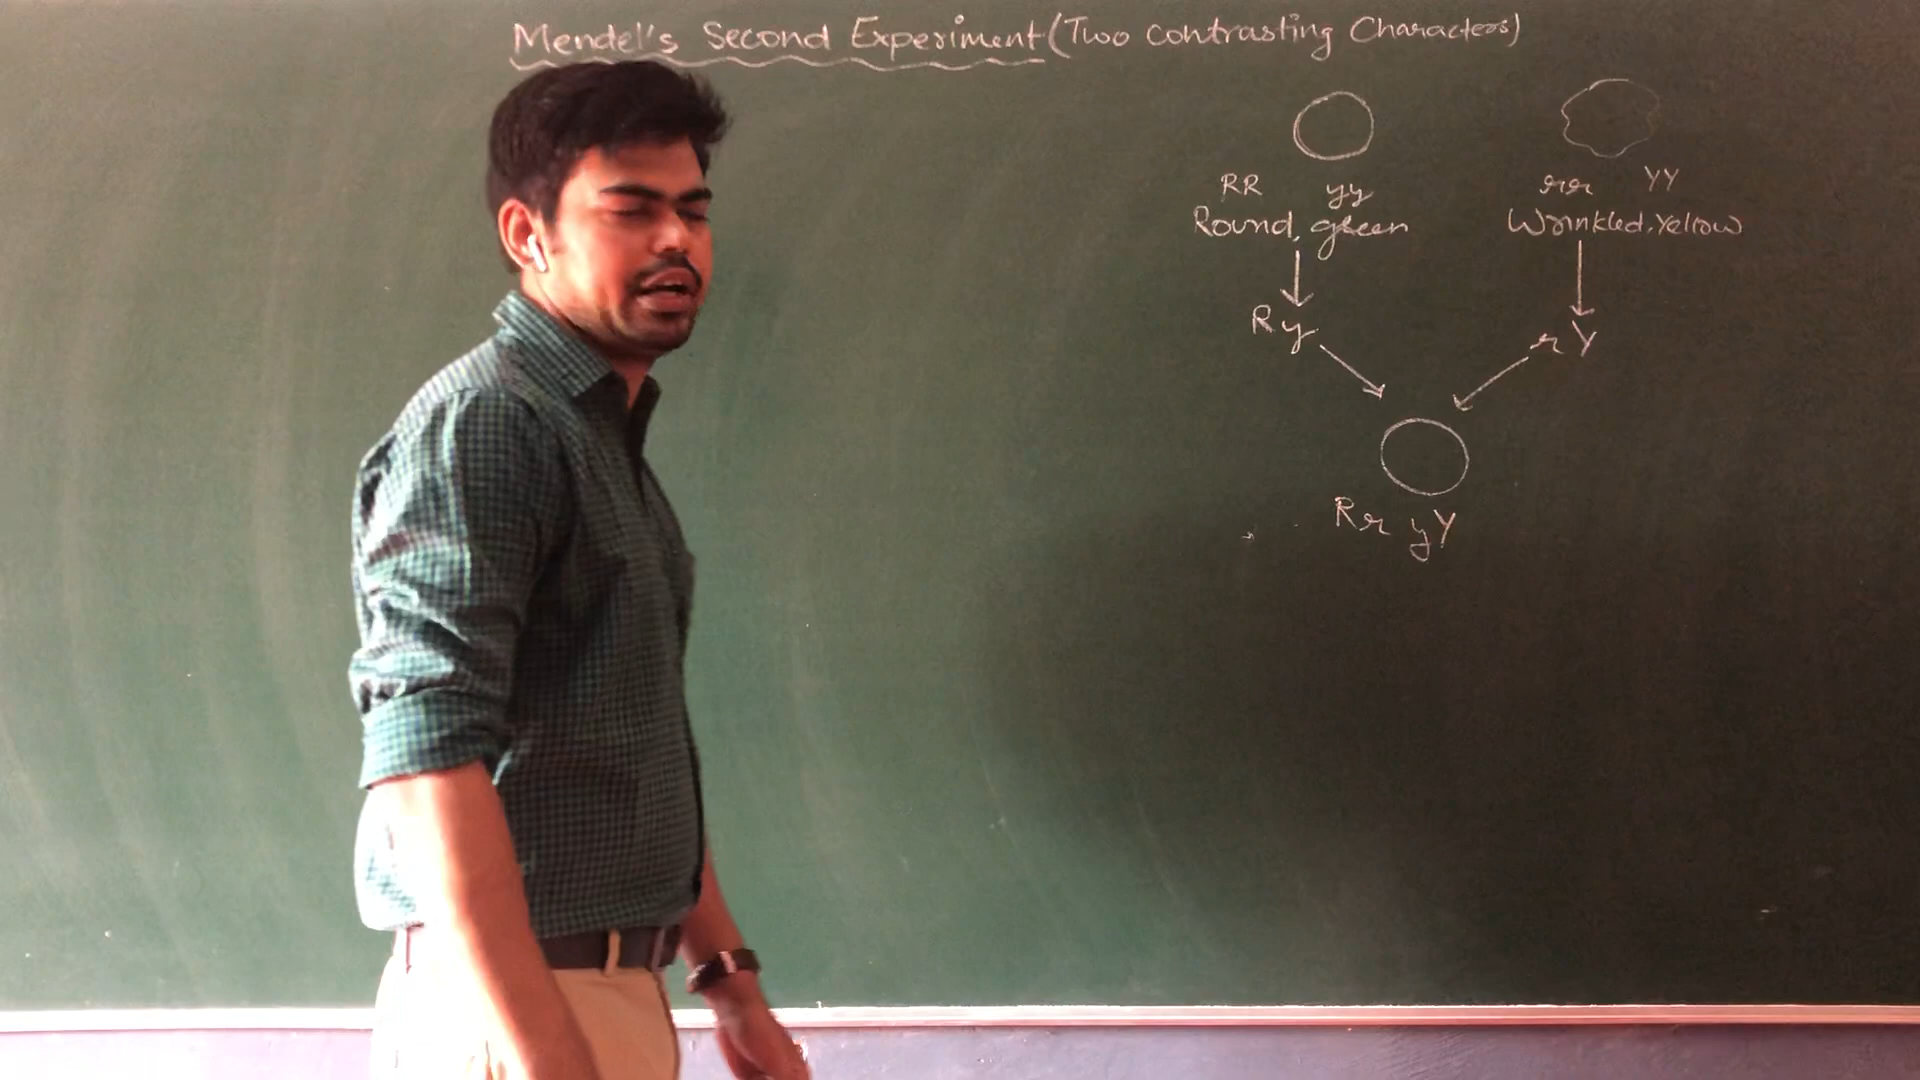 Mendel's Second Experiment (Two contrasting Characters)
RR yy rr YY
Round, green Wrinkled, Yellow
Ry rY
Rr yY